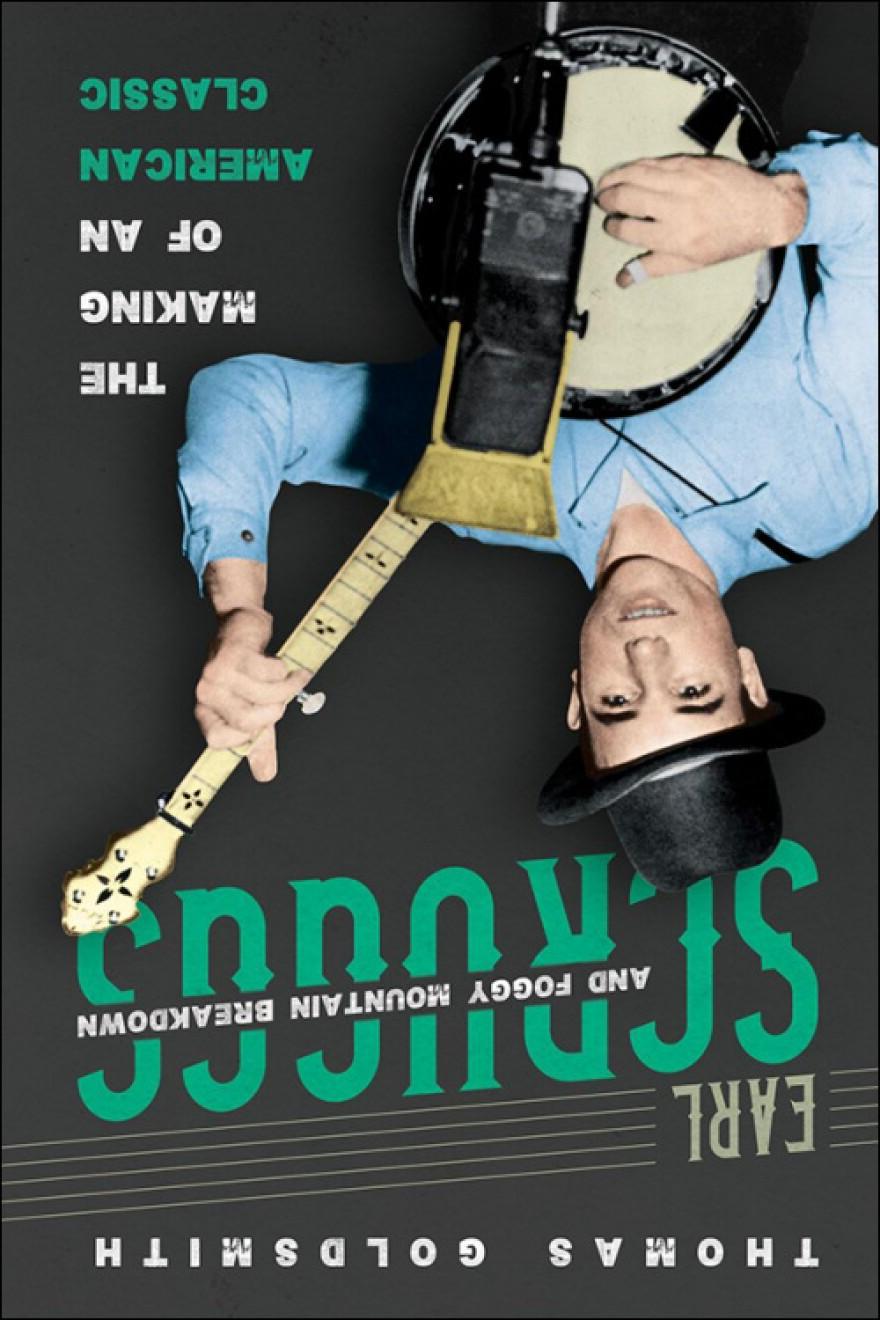 THOMAS GOLDSMITH
EARL
SCRUGGS
AND FOGGY MOUNTAIN BREAKDOWN
THE
MAKING
OF AN
AMERICAN
CLASSIC